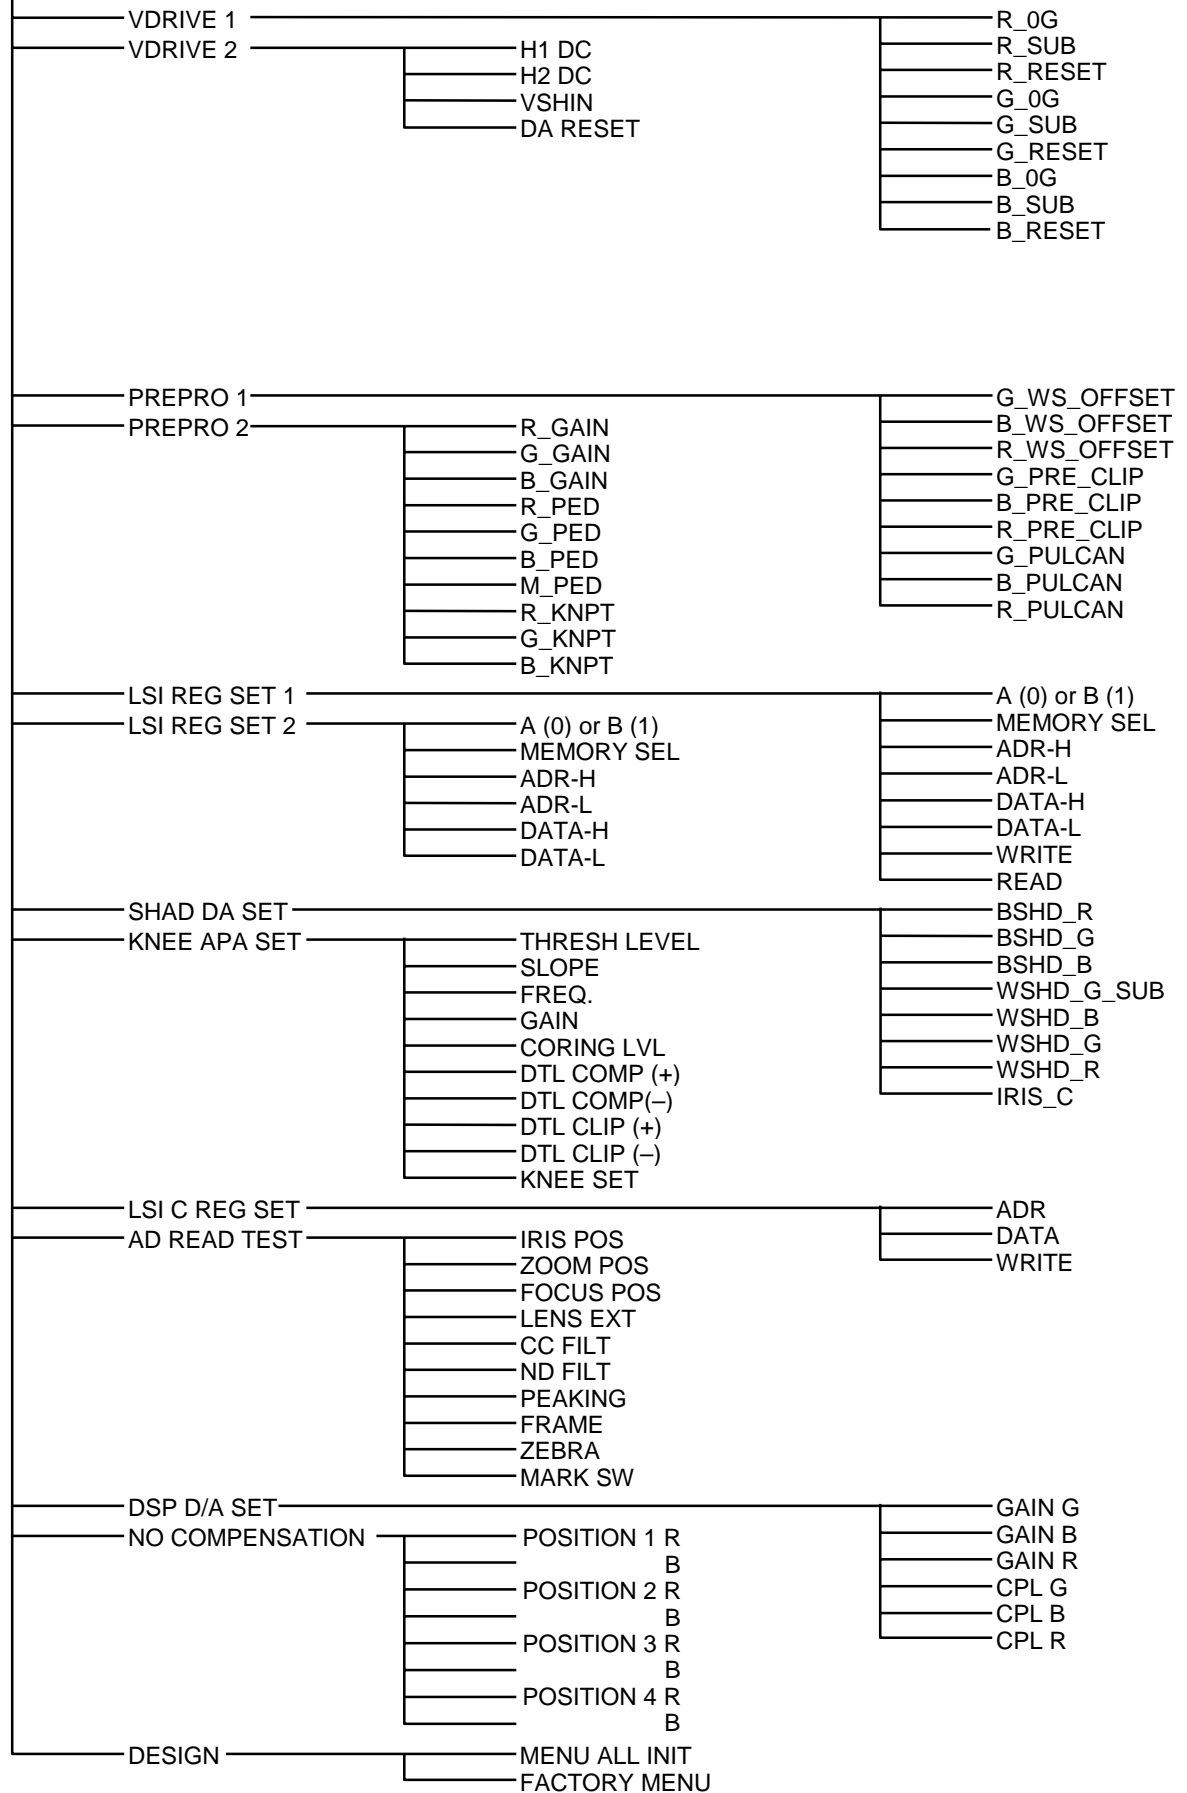 VDRIVE 1
R_0G
R_SUB
R_RESET
G_0G
G_SUB
G_RESET
B_0G
B_SUB
B_RESET
VDRIVE 2
H1 DC
H2 DC
VSHIN
DA RESET
PREPRO 1
G_WS_OFFSET
B_WS_OFFSET
R_WS_OFFSET
G_PRE_CLIP
B_PRE_CLIP
R_PRE_CLIP
G_PULCAN
B_PULCAN
R_PULCAN
PREPRO 2
R_GAIN
G_GAIN
B_GAIN
R_PED
G_PED
B_PED
M_PED
R_KNPT
G_KNPT
B_KNPT
LSI REG SET 1
A (0) or B (1)
MEMORY SEL
ADR-H
ADR-L
DATA-H
DATA-L
WRITE
READ
LSI REG SET 2
A (0) or B (1)
MEMORY SEL
ADR-H
ADR-L
DATA-H
DATA-L
SHAD DA SET
BSHD_R
BSHD_G
BSHD_B
WSHD_G_SUB
WSHD_B
WSHD_G
WSHD_R
IRIS_C
KNEE APA SET
THRESH LEVEL
SLOPE
FREQ.
GAIN
CORING LVL
DTL COMP (+)
DTL COMP(–)
DTL CLIP (+)
DTL CLIP (–)
KNEE SET
LSI C REG SET
ADR
DATA
WRITE
AD READ TEST
IRIS POS
ZOOM POS
FOCUS POS
LENS EXT
CC FILT
ND FILT
PEAKING
FRAME
ZEBRA
MARK SW
DSP D/A SET
GAIN G
GAIN B
GAIN R
CPL G
CPL B
CPL R
NO COMPENSATION
POSITION 1 R
B
POSITION 2 R
B
POSITION 3 R
B
POSITION 4 R
B
DESIGN
MENU ALL INIT
FACTORY MENU